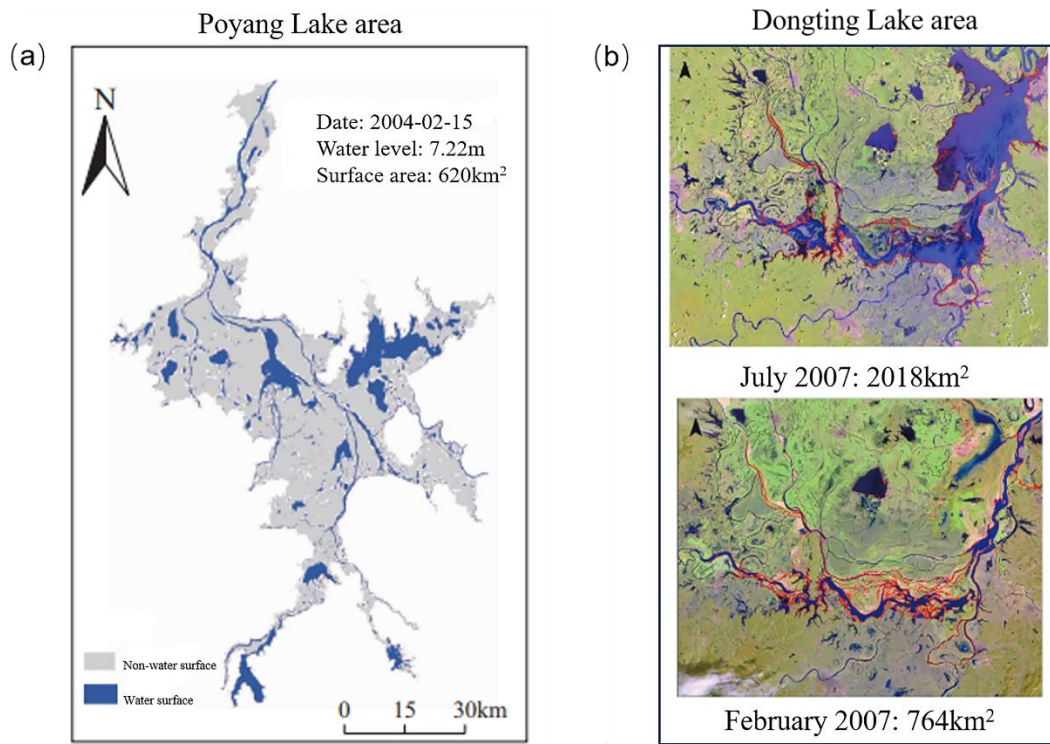 Poyang Lake area
(a)
N
Date: 2004-02-15
Water level: 7.22m
Surface area: 620km²
Non-water surface
Water surface
0 15 30km
Dongting Lake area
(b)
July 2007: 2018km²
February 2007: 764km²